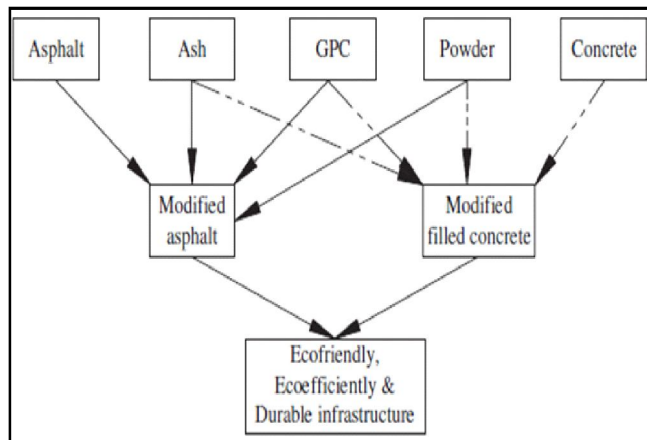 Asphalt
Ash
GPC
Powder
Concrete
Modified
asphalt
Modified
filled concrete
Ecofriendly,
Ecoefficiently &
Durable infrastructure